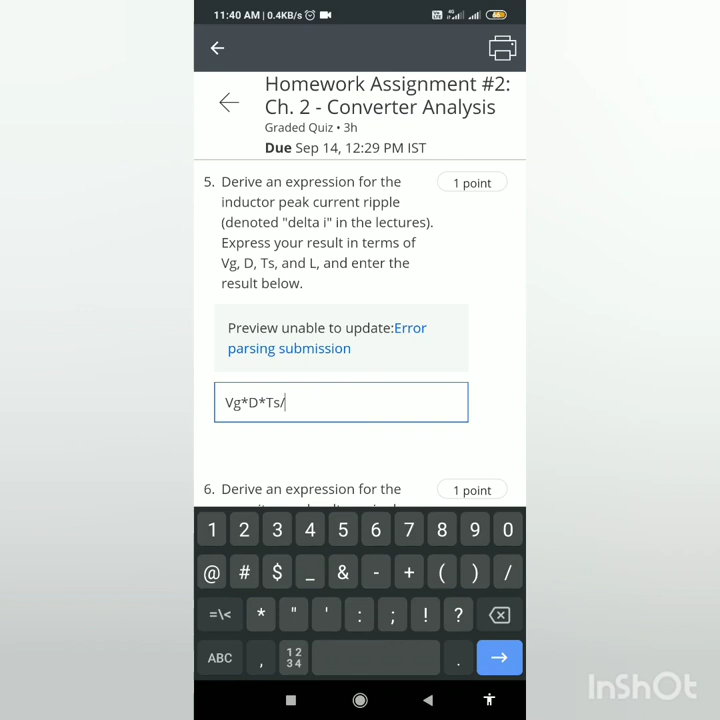 11:40 AM | 0.4KB/s
4G
66
Homework Assignment #2:
Ch. 2 - Converter Analysis
Graded Quiz • 3h
Due Sep 14, 12:29 PM IST
5. Derive an expression for the
1 point
inductor peak current ripple
(denoted "delta i" in the lectures).
Express your result in terms of
Vg, D, Ts, and L, and enter the
result below.
Preview unable to update:Error
parsing submission
Vg*D*Ts/
6. Derive an expression for the
1 point
1 2 3 4 5 6 7 8 9 0
@ # $ _ & - + ( ) /
=\< * " ' : ; ! ?
ABC , 12 34 .
InShOt